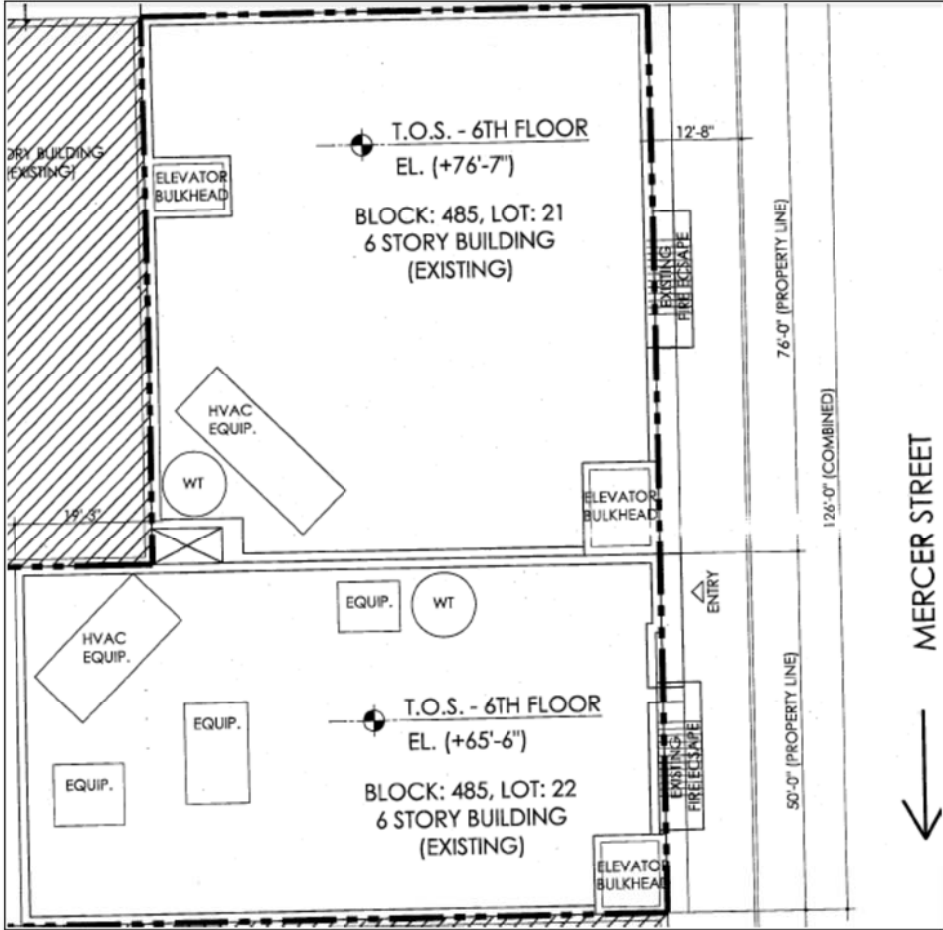 T.O.S. - 6TH FLOOR
EL. (+76'-7")
12'-8"
BUILDING
(EXISTING)
ELEVATOR
BULKHEAD
BLOCK: 485, LOT: 21
6 STORY BUILDING
(EXISTING)
EXISTING
FIRE ECSAPE
76'-0" (PROPERTY LINE)
HVAC
EQUIP.
WT
ELEVATOR
BULKHEAD
126'-0" (COMBINED)
MERCER STREET
19'-3"
ENTRY
EQUIP.
WT
HVAC
EQUIP.
T.O.S. - 6TH FLOOR
EL. (+65'-6")
EQUIP.
EQUIP.
BLOCK: 485, LOT: 22
6 STORY BUILDING
(EXISTING)
EXISTING
FIRE ECSAPE
50'-0" (PROPERTY LINE)
ELEVATOR
BULKHEAD